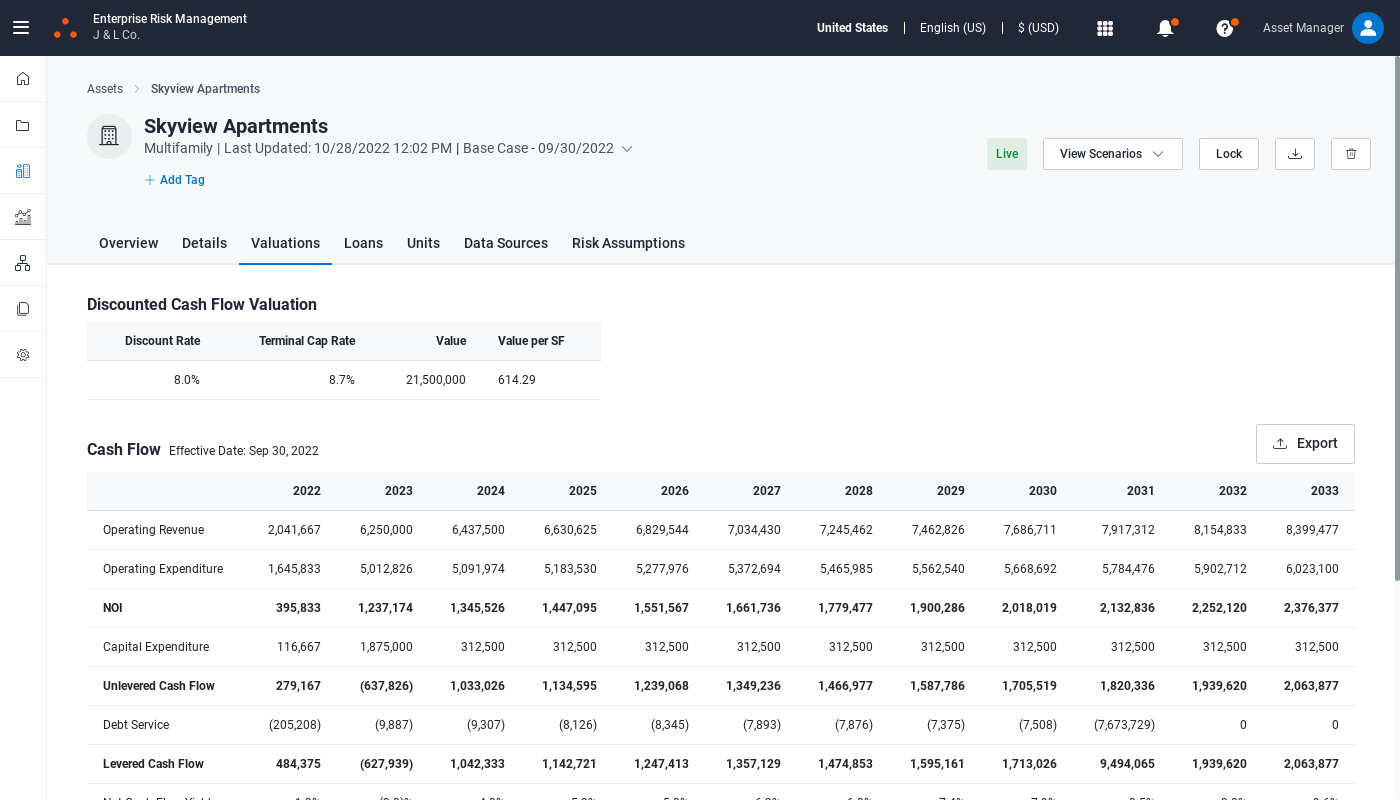 Enterprise Risk Management
J & L Co.
United States | English (US) | $ (USD)
Asset Manager
Assets > Skyview Apartments
Skyview Apartments
Multifamily | Last Updated: 10/28/2022 12:02 PM | Base Case - 09/30/2022
Add Tag
Live
View Scenarios
Lock
Overview Details Valuations Loans Units Data Sources Risk Assumptions
Discounted Cash Flow Valuation
Discount Rate Terminal Cap Rate Value Value per SF
8.0% 8.7% 21,500,000 614.29
Cash Flow Effective Date: Sep 30, 2022
Export
2022 2023 2024 2025 2026 2027 2028 2029 2030 2031 2032 2033
Operating Revenue 2,041,667 6,250,000 6,437,500 6,630,625 6,829,544 7,034,430 7,245,462 7,462,826 7,686,711 7,917,312 8,154,833 8,399,477
Operating Expenditure 1,645,833 5,012,826 5,091,974 5,183,530 5,277,976 5,372,694 5,465,985 5,562,540 5,668,692 5,784,476 5,902,712 6,023,100
NOI 395,833 1,237,174 1,345,526 1,447,095 1,551,567 1,661,736 1,779,477 1,900,286 2,018,019 2,132,836 2,252,120 2,376,377
Capital Expenditure 116,667 1,875,000 312,500 312,500 312,500 312,500 312,500 312,500 312,500 312,500 312,500 312,500
Unlevered Cash Flow 279,167 (637,826) 1,033,026 1,134,595 1,239,068 1,349,236 1,466,977 1,587,786 1,705,519 1,820,336 1,939,620 2,063,877
Debt Service (205,208) (9,887) (9,307) (8,126) (8,345) (7,893) (7,876) (7,375) (7,508) (7,673,729) 0 0
Levered Cash Flow 484,375 (627,939) 1,042,333 1,142,721 1,247,413 1,357,129 1,474,853 1,595,161 1,713,026 9,494,065 1,939,620 2,063,877